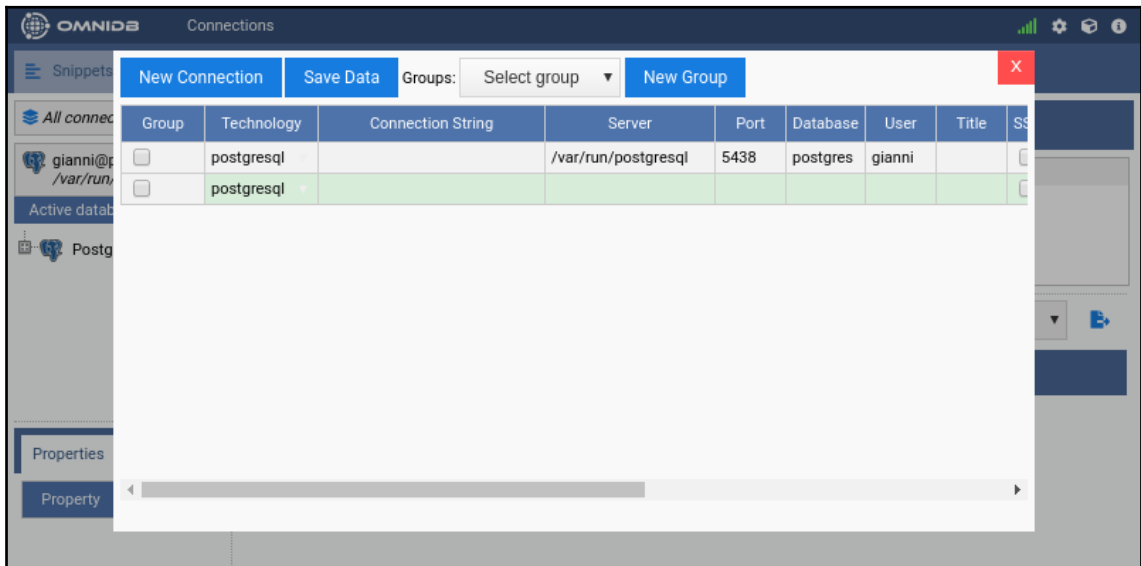 OMNIDB Connections
Snippets
New Connection Save Data Groups: Select group New Group X
All connec
Group Technology Connection String Server Port Database User Title SS
postgresql /var/run/postgresql 5438 postgres gianni
gianni@p
/var/run/
postgresql
Active datab
Postg
Properties
Property